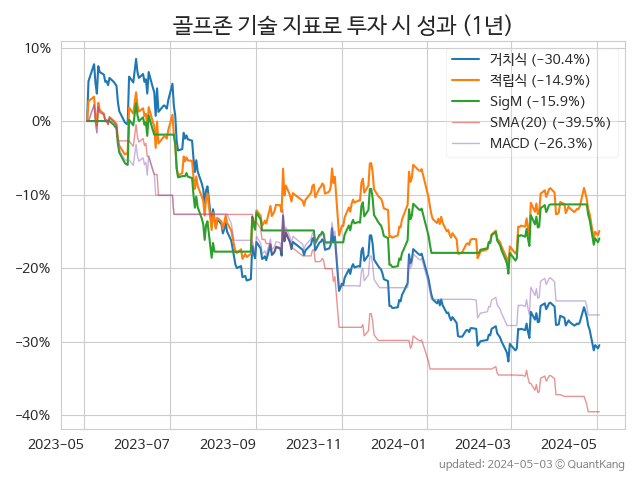 골프존 기술 지표로 투자 시 성과 (1년)
10%
0%
−10%
−20%
−30%
−40%
거치식 (−30.4%)
적립식 (−14.9%)
SigM (−15.9%)
SMA(20) (−39.5%)
MACD (−26.3%)
2023-05 2023-07 2023-09 2023-11 2024-01 2024-03 2024-05
updated: 2024-05-03 ⓒ QuantKang